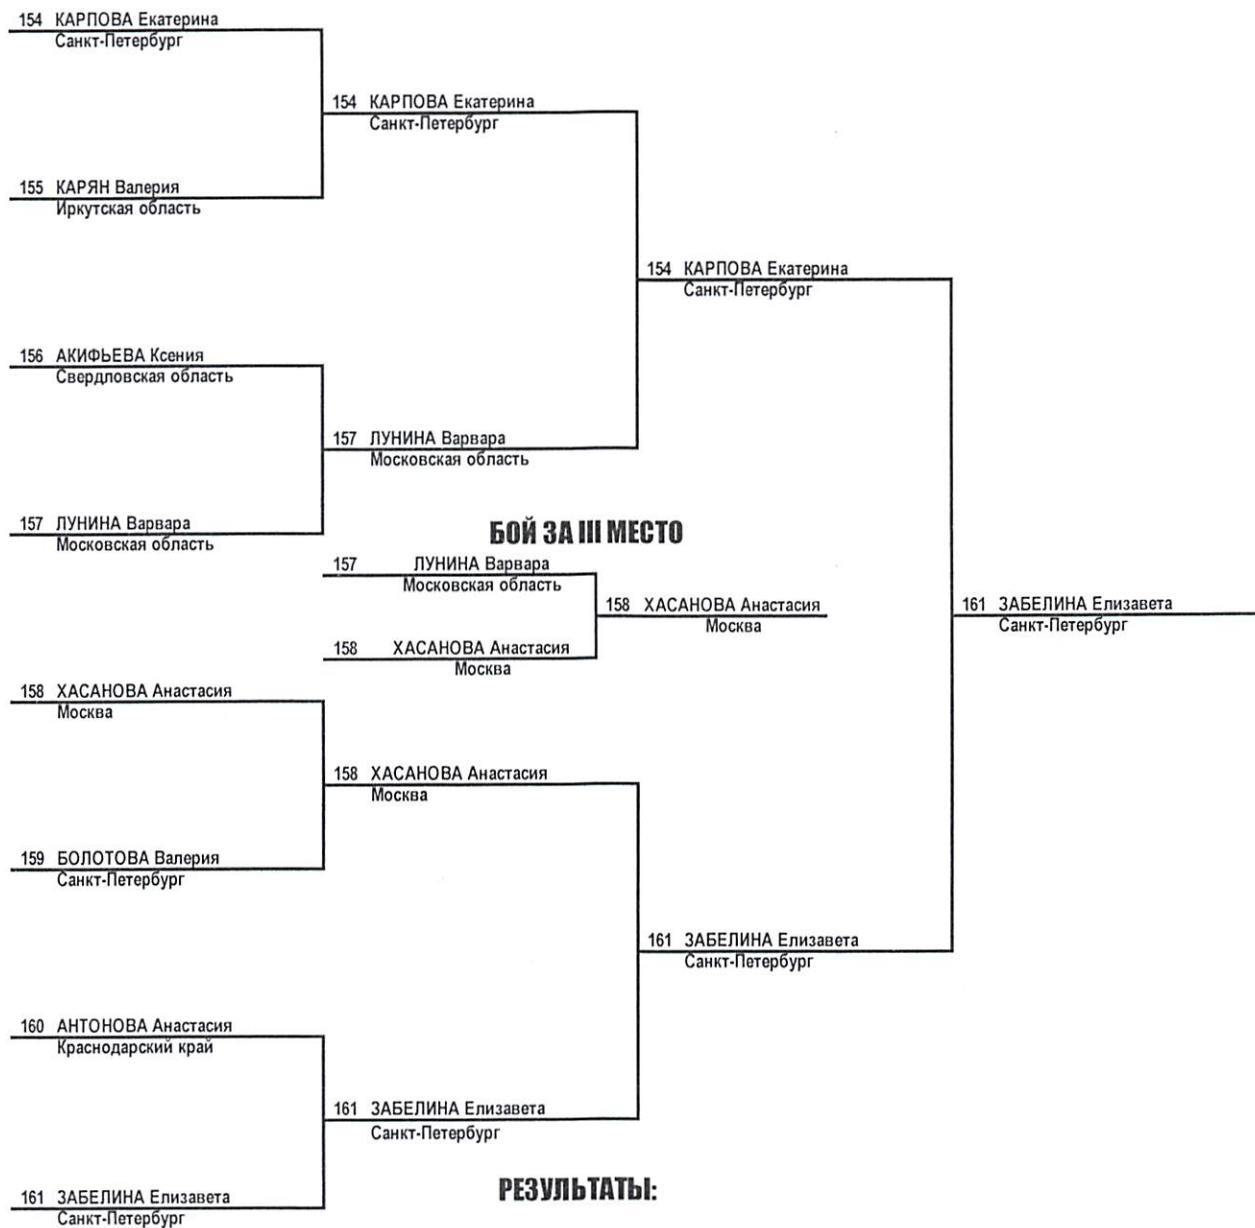 154 КАРПОВА Екатерина
Санкт-Петербург
154 КАРПОВА Екатерина
Санкт-Петербург
155 КАРЯН Валерия
Иркутская область
154 КАРПОВА Екатерина
Санкт-Петербург
156 АКИФЬЕВА Ксения
Свердловская область
157 ЛУНИНА Варвара
Московская область
157 ЛУНИНА Варвара
Московская область
БОЙ ЗА III МЕСТО
157 ЛУНИНА Варвара
Московская область
158 ХАСАНОВА Анастасия
Москва
161 ЗАБЕЛИНА Елизавета
Санкт-Петербург
158 ХАСАНОВА Анастасия
Москва
158 ХАСАНОВА Анастасия
Москва
158 ХАСАНОВА Анастасия
Москва
159 БОЛОТОВА Валерия
Санкт-Петербург
161 ЗАБЕЛИНА Елизавета
Санкт-Петербург
160 АНТОНОВА Анастасия
Краснодарский край
161 ЗАБЕЛИНА Елизавета
Санкт-Петербург
РЕЗУЛЬТАТЫ:
161 ЗАБЕЛИНА Елизавета
Санкт-Петербург